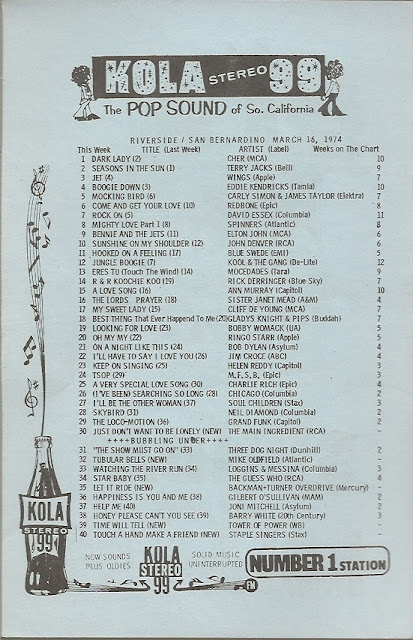 KOLA STEREO 99
The POP SOUND of So. California
RIVERSIDE / SAN BERNARDINO MARCH 16, 1974
This Week TITLE (Last Week) ARTIST (Label) Weeks on The Chart
1 DARK LADY (2) CHER (MCA) 10
2 SEASONS IN THE SUN (1) TERRY JACKS (Bell) 9
3 JET (4) WINGS (Apple) 7
4 BOOGIE DOWN (3) EDDIE KENDRICKS (Tamla) 10
5 MOCKING BIRD (6) CARLY SIMON & JAMES TAYLOR (Elektra) 7
6 COME AND GET YOUR LOVE (10) REDBONE (Epic) 8
7 ROCK ON (5) DAVID ESSEX (Columbia) 11
8 MIGHTY LOVE Part I (8) SPINNERS (Atlantic) 8
9 BENNIE AND THE JETS (11) ELTON JOHN (MCA) 6
10 SUNSHINE ON MY SHOULDER (12) JOHN DENVER (RCA) 6
11 HOOKED ON A FEELING (17) BLUE SWEDE (EMI) 5
12 JUNGLE BOOGIE (7) KOOL & THE GANG (De-Lite) 12
13 ERES TU (Touch The Wind) (14) MOCEDADES (Tara) 9
14 R & R KOOCHIE KOO (19) RICK DERRINGER (Blue Sky) 7
15 A LOVE SONG (16) ANN MURRAY (Capitol) 10
16 THE LORDS PRAYER (18) SISTER JANET MEAD (A&M) 4
17 MY SWEET LADY (15) CLIFF DE YOUNG (MCA) 7
18 BEST THING That Ever Happend To Me (20) GLADYS KNIGHT & PIPS (Buddah) 7
19 LOOKING FOR LOVE (23) BOBBY WOMACK (UA) 5
20 OH MY MY (22) RINGO STARR (Apple) 5
21 ON A NIGHT LIKE THIS (24) BOB DYLAN (Asylum) 4
22 I'LL HAVE TO SAY I LOVE YOU (26) JIM CROCE (ABC) 4
23 KEEP ON SINGING (25) HELEN REDDY (Capitol) 3
24 TSOP (29) M.F.S.B. (Epic) 3
25 A VERY SPECIAL LOVE SONG (30) CHARLIE RICH (Epic) 4
26 (I'VE BEEN) SEARCHING SO LONG (28) CHICAGO (Columbia) 2
27 I'LL BE THE OTHER WOMAN (37) SOUL CHILDREN (Stax) 3
28 SKYBIRD (31) NEIL DIAMOND (Columbia) 2
29 THE LOCO-MOTION (36) GRAND FUNK (Capitol) 2
30 JUST DON'T WANT TO BE LONELY (NEW) THE MAIN INGREDIENT (RCA) -
++++BUBBLING UNDER++++
31 "THE SHOW MUST GO ON" (33) THREE DOG NIGHT (Dunhill) 2
32 TUBULAR BELLS (NEW) MIKE OLDFIELD (Atlantic) -
33 WATCHING THE RIVER RUN (34) LOGGINS & MESSINA (Columbia) 3
34 STAR BABY (35) THE GUESS WHO (RCA) 4
35 LET IT RIDE (NEW) BACKMAN-TURNER OVERDRIVE (Mercury) -
36 HAPPINESS IS YOU AND ME (38) GILBERT O'SULLIVAN (MAM) 2
37 HELP ME (40) JONI MITCHELL (Asylum) 2
38 HONEY PLEASE CAN'T YOU SEE (39) BARRY WHITE (20th Century) 3
39 TIME WILL TELL (NEW) TOWER OF POWER (WB) -
40 TOUCH A HAND MAKE A FRIEND (NEW) STAPLE SINGERS (Stax) -
KOLA
STEREO
99
NOW SOUNDS
PLUS OLDIES
KOLA
STEREO
99
SOLID MUSIC
UNINTERRUPTED
NUMBER 1 STATION
FM